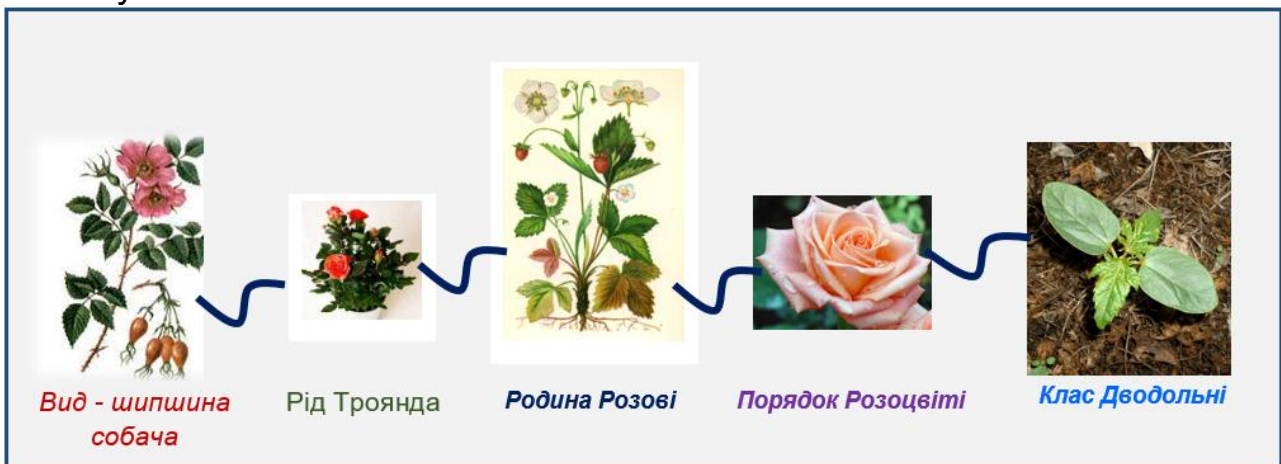 Вид - шипшина
собача
Рід Троянда
Родина Розові
Порядок Розоцвіті
Клас Дводольні